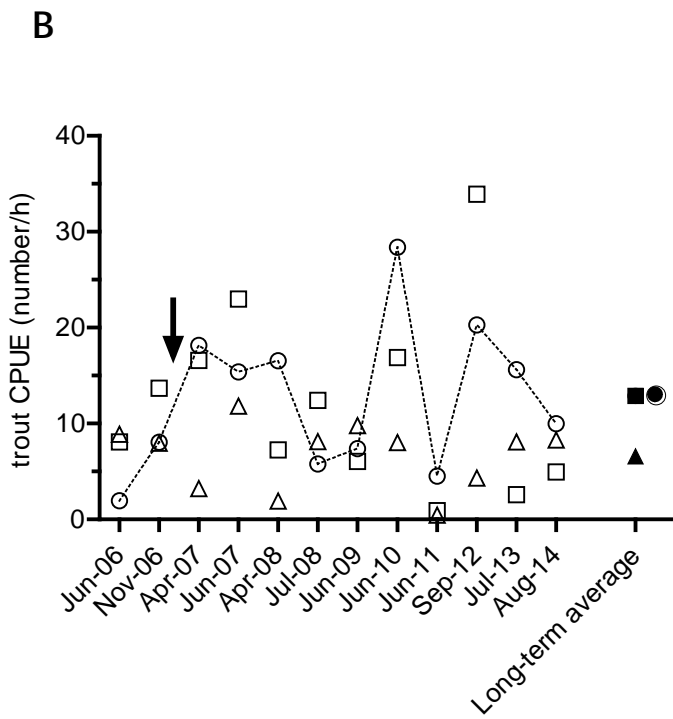 B
trout CPUE (number/h)
40
30
20
10
0
Jun-06
Nov-06
Apr-07
Jun-07
Apr-08
Jul-08
Jun-09
Jun-10
Jun-11
Sep-12
Jul-13
Aug-14
Long-term average